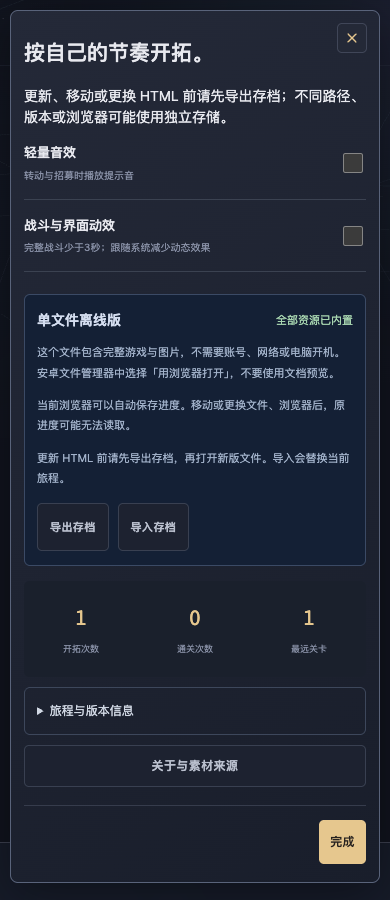 按自己的节奏开拓。
×
更新、移动或更换 HTML 前请先导出存档；不同路径、
版本或浏览器可能使用独立存储。
轻量音效
转动与招募时播放提示音
战斗与界面动效
完整战斗少于3秒；跟随系统减少动态效果
单文件离线版
全部资源已内置
这个文件包含完整游戏与图片，不需要账号、网络或电脑开机。
安卓文件管理器中选择「用浏览器打开」，不要使用文档预览。
当前浏览器可以自动保存进度。移动或更换文件、浏览器后，原
进度可能无法读取。
更新 HTML 前请先导出存档，再打开新版文件。导入会替换当前
旅程。
导出存档
导入存档
1
0
1
开拓次数
通关次数
最远关卡
▶ 旅程与版本信息
关于与素材来源
完成